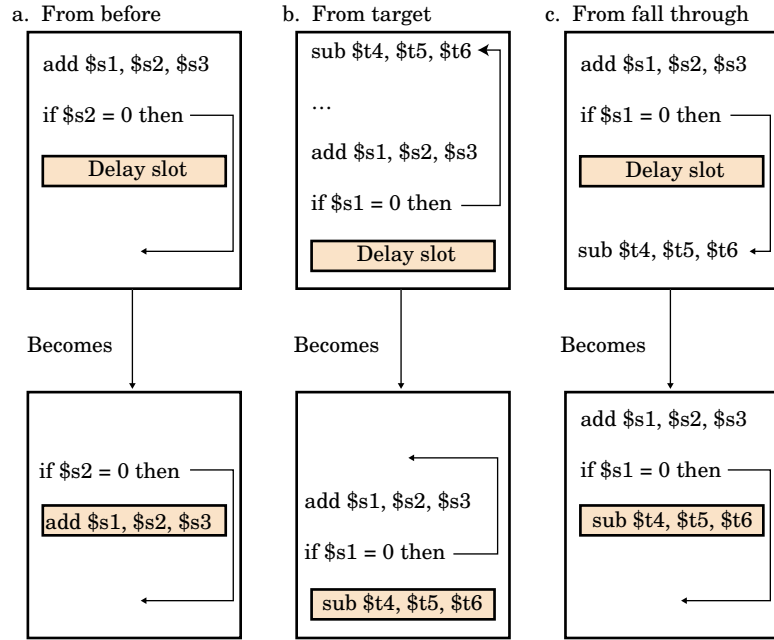 a. From before
add $s1, $s2, $s3
if $s2 = 0 then
Delay slot
Becomes
if $s2 = 0 then
add $s1, $s2, $s3
b. From target
sub $t4, $t5, $t6
...
add $s1, $s2, $s3
if $s1 = 0 then
Delay slot
Becomes
add $s1, $s2, $s3
if $s1 = 0 then
sub $t4, $t5, $t6
c. From fall through
add $s1, $s2, $s3
if $s1 = 0 then
Delay slot
sub $t4, $t5, $t6
Becomes
add $s1, $s2, $s3
if $s1 = 0 then
sub $t4, $t5, $t6